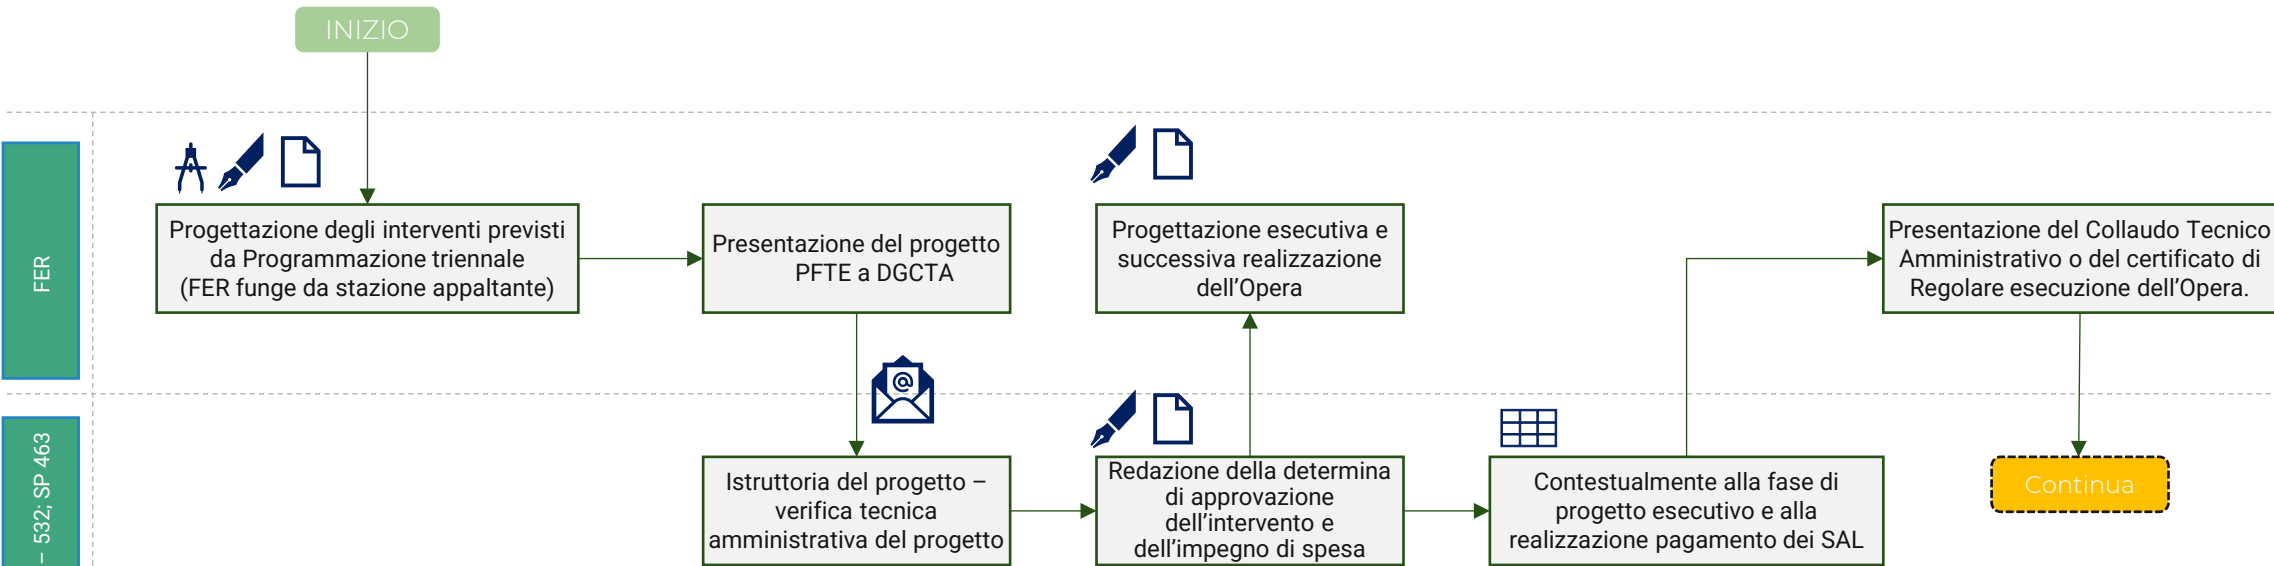 INIZIO
FER
Progettazione degli interventi previsti
da Programmazione triennale
(FER funge da stazione appaltante)
Presentazione del progetto
PFTE a DGCTA
Progettazione esecutiva e
successiva realizzazione
dell’Opera
Presentazione del Collaudo Tecnico
Amministrativo o del certificato di
Regolare esecuzione dell’Opera.
– 532; SP 463
Istruttoria del progetto –
verifica tecnica
amministrativa del progetto
Redazione della determina
di approvazione
dell’intervento e
dell’impegno di spesa
Contestualmente alla fase di
progetto esecutivo e alla
realizzazione pagamento dei SAL
Continua